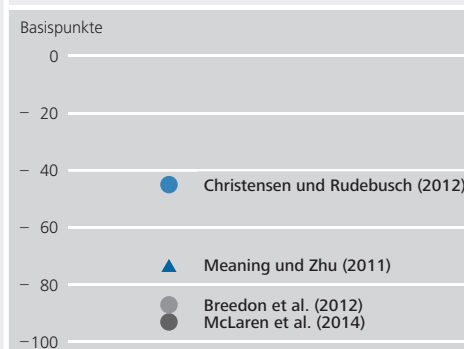 Basispunkte
0
– 20
– 40
Christensen und Rudebusch (2012)
– 60
Meaning und Zhu (2011)
– 80
Breedon et al. (2012)
McLaren et al. (2014)
–100